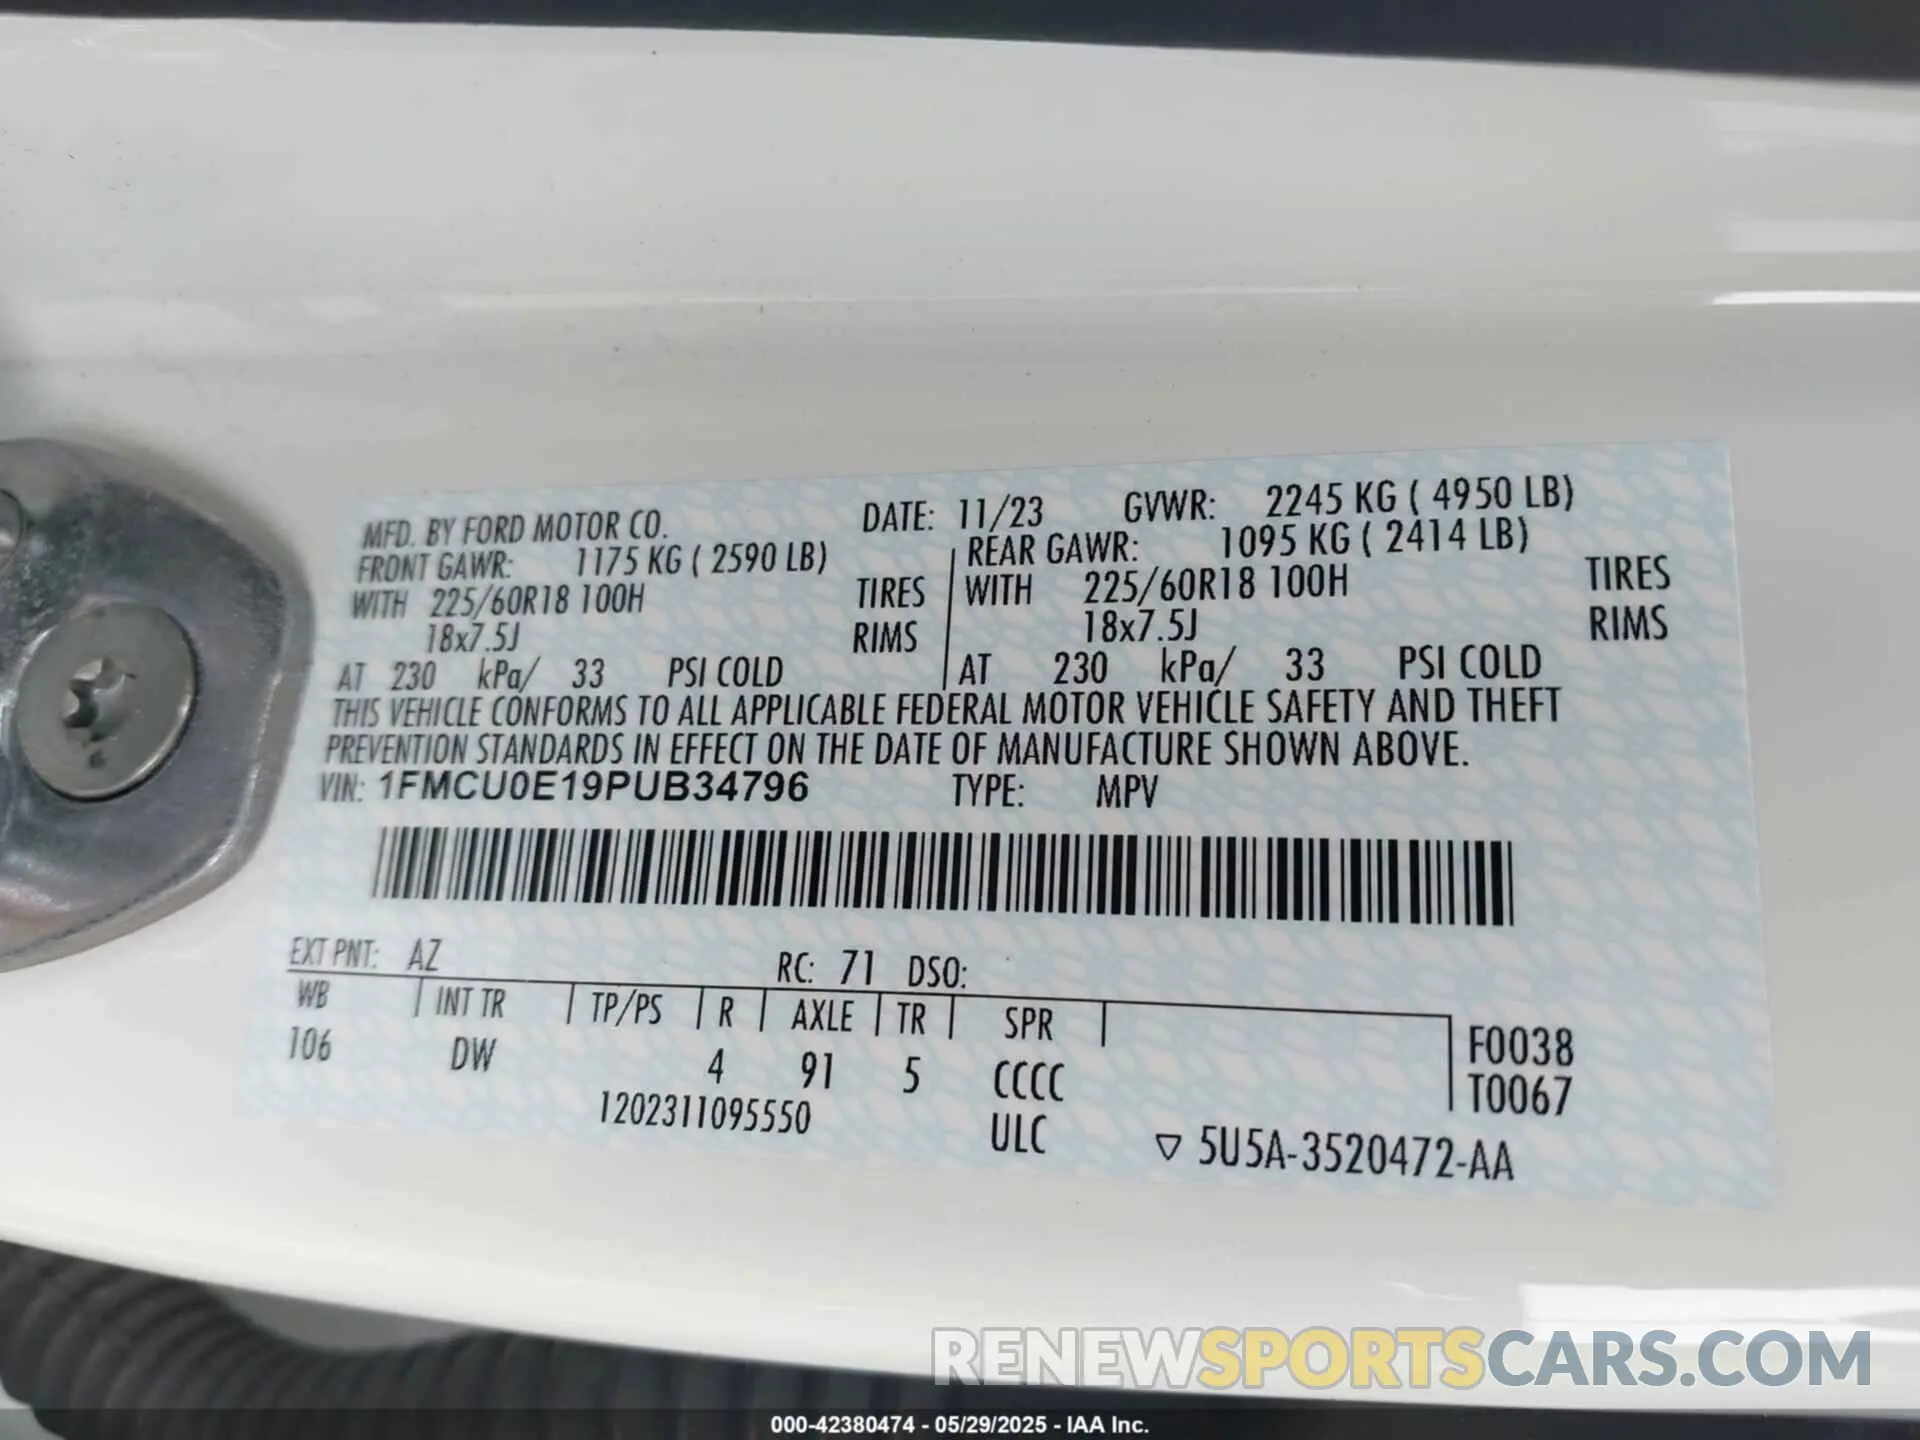 MFD. BY FORD MOTOR CO. DATE: 11/23 GVWR: 2245 KG ( 4950 LB)
FRONT GAWR: 1175 KG ( 2590 LB) REAR GAWR: 1095 KG ( 2414 LB)
WITH 225/60R18 100H TIRES WITH 225/60R18 100H TIRES
18x7.5J RIMS 18x7.5J RIMS
AT 230 kPa/ 33 PSI COLD AT 230 kPa/ 33 PSI COLD
THIS VEHICLE CONFORMS TO ALL APPLICABLE FEDERAL MOTOR VEHICLE SAFETY AND THEFT
PREVENTION STANDARDS IN EFFECT ON THE DATE OF MANUFACTURE SHOWN ABOVE.
VIN: 1FMCU0E19PUB34796 TYPE: MPV
EXT PNT: AZ RC: 71 DSO:
WB INT TR TP/PS R AXLE TR SPR F0038
106 DW 4 91 5 CCCC T0067
1202311095550 ULC ▽ 5U5A-3520472-AA
RENEWSPORTSCARS.COM
000-42380474 - 05/29/2025 - IAA Inc.